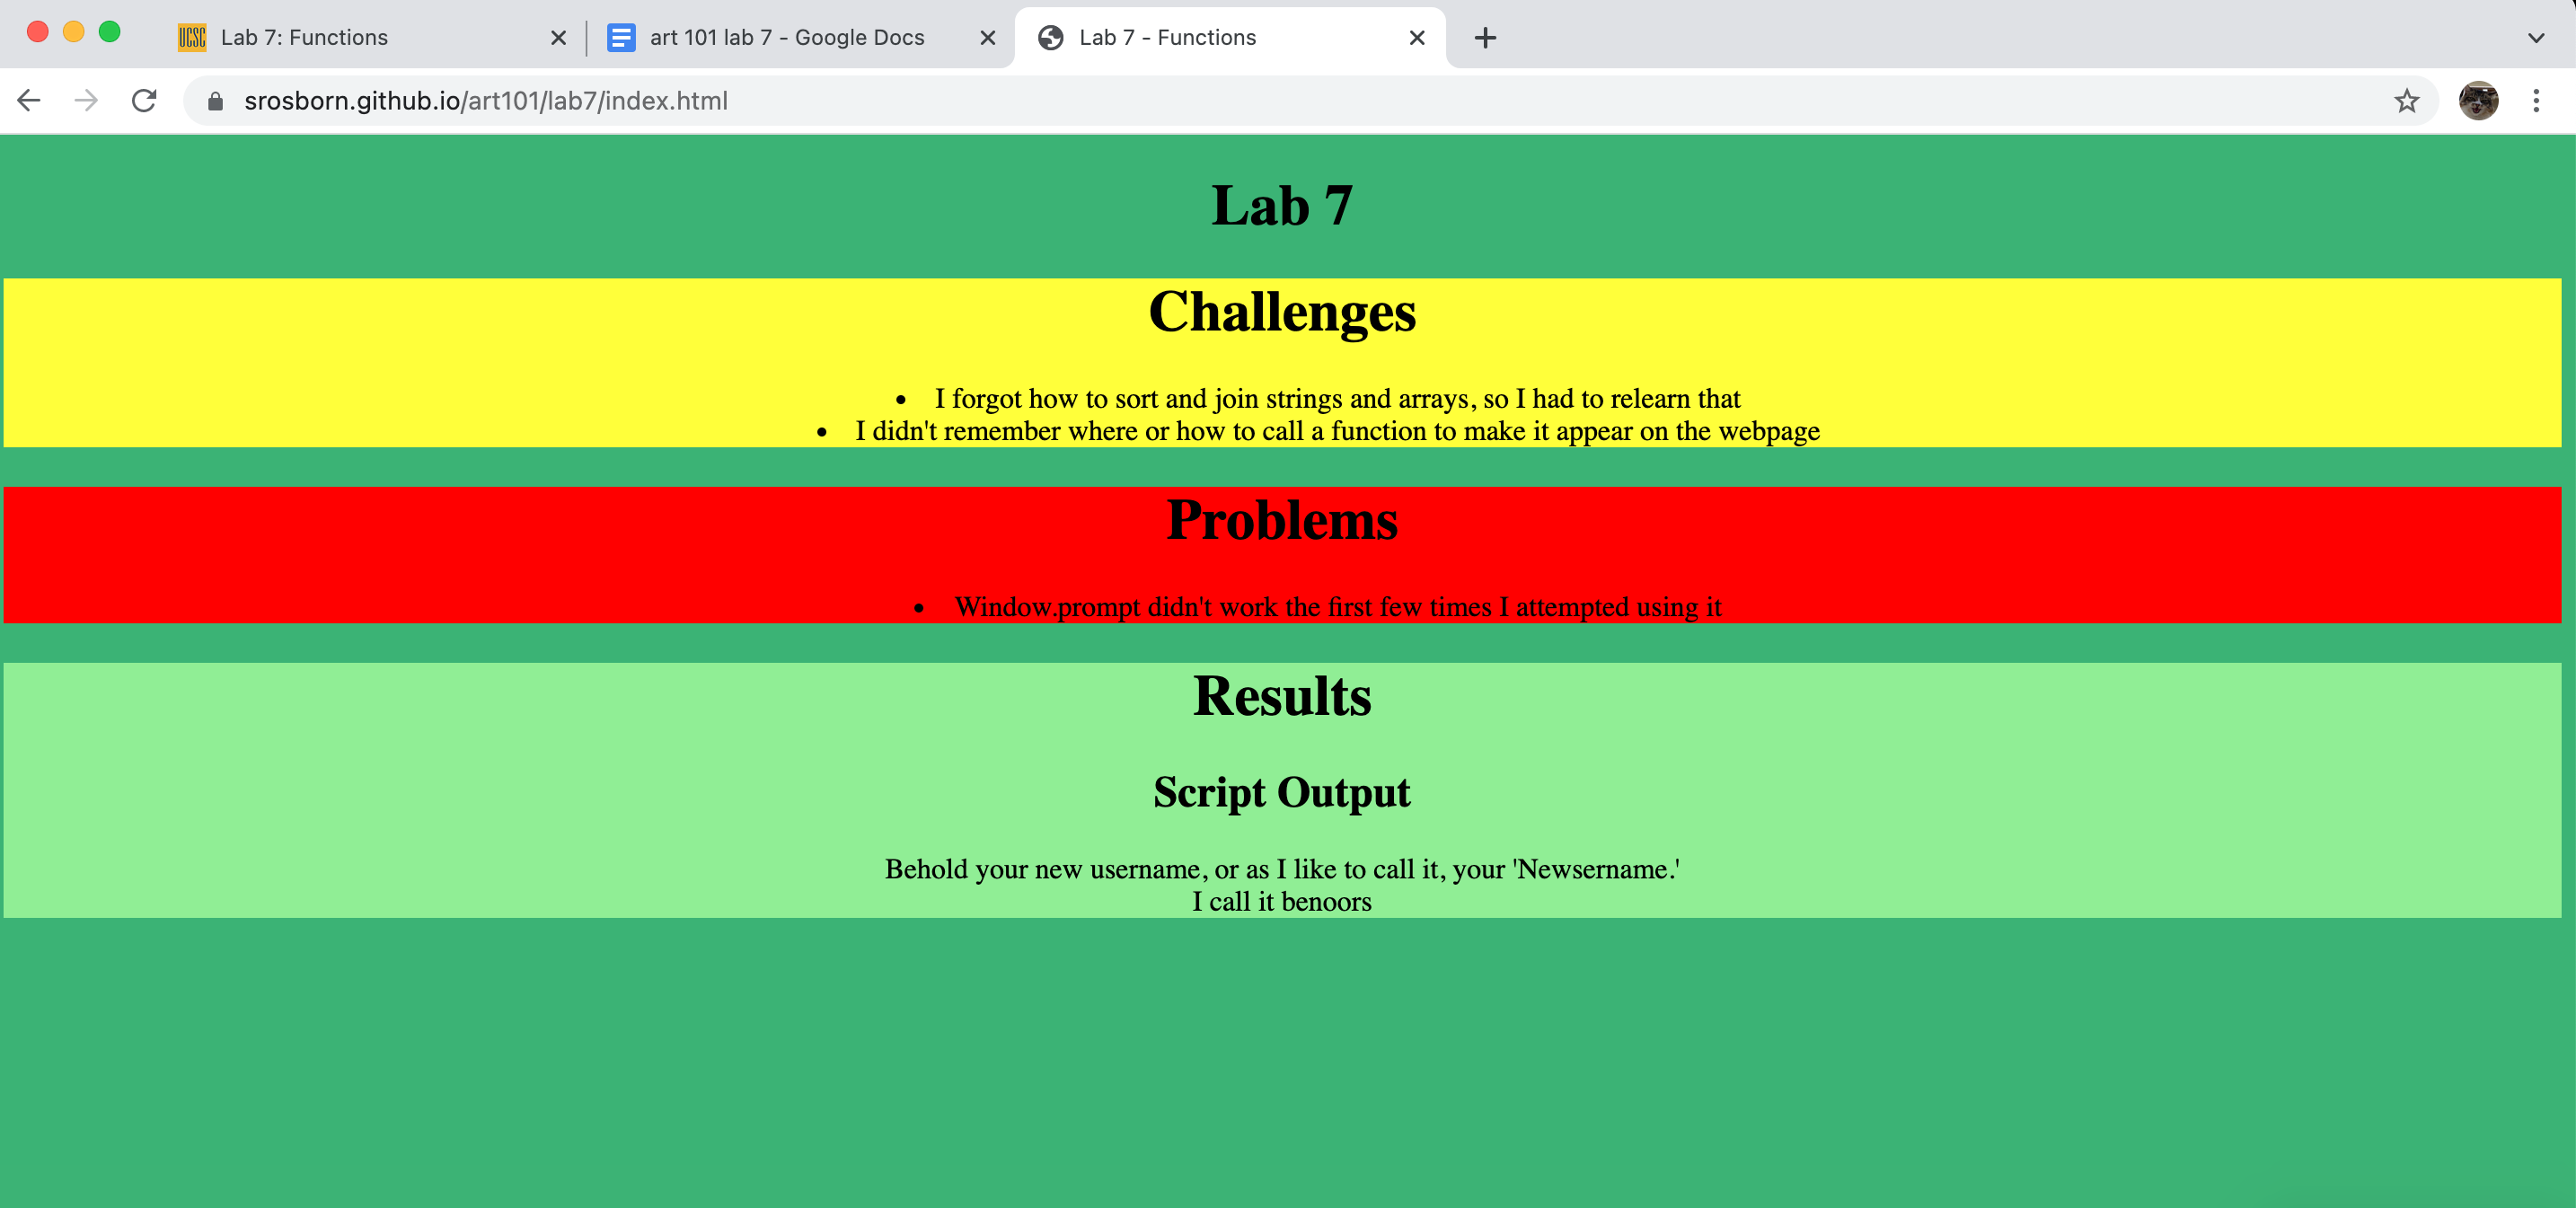 UCSC Lab 7: Functions
art 101 lab 7 - Google Docs
Lab 7 - Functions
srosborn.github.io/art101/lab7/index.html
Lab 7
Challenges
• I forgot how to sort and join strings and arrays, so I had to relearn that
• I didn't remember where or how to call a function to make it appear on the webpage
Problems
• Window.prompt didn't work the first few times I attempted using it
Results
Script Output
Behold your new username, or as I like to call it, your 'Newsername.'
I call it benoors